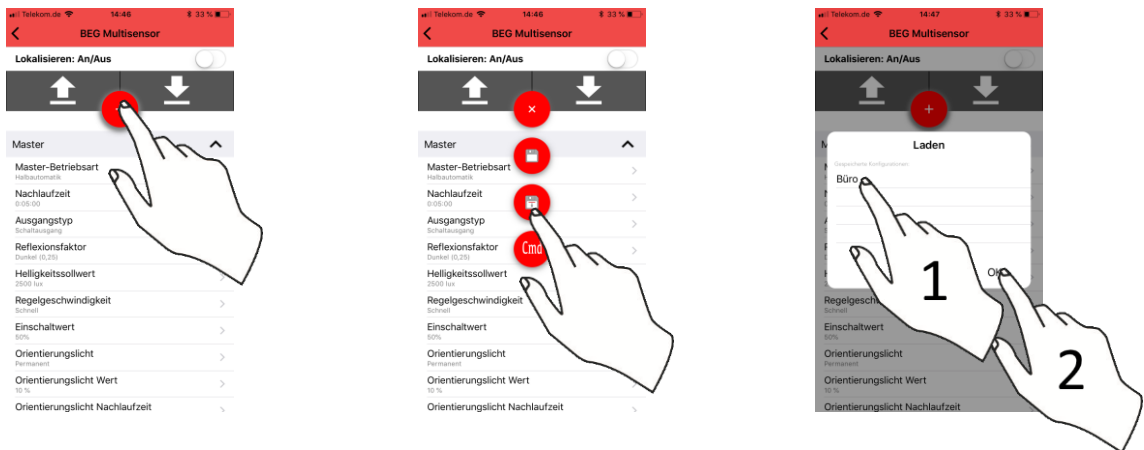 Telekom.de 14:46 33 %
BEG Multisensor
Lokalisieren: An/Aus
Master
Master-Betriebsart
Halbautomatik
Nachlaufzeit
0:05:00
Ausgangstyp
Schaltausgang
Reflexionsfaktor
Dunkel (0,25)
Helligkeitssollwert
2500 lux
Regelgeschwindigkeit
Schnell
Einschaltwert
50%
Orientierungslicht
Permanent
Orientierungslicht Wert
10 %
Orientierungslicht Nachlaufzeit
Telekom.de 14:46 33 %
BEG Multisensor
Lokalisieren: An/Aus
×
Master
Master-Betriebsart
Halbautomatik
Nachlaufzeit
0:05:00
Ausgangstyp
Schaltausgang
Reflexionsfaktor
Dunkel (0,25)
Cmd
Helligkeitssollwert
2500 lux
Regelgeschwindigkeit
Schnell
Einschaltwert
50%
Orientierungslicht
Permanent
Orientierungslicht Wert
10 %
Orientierungslicht Nachlaufzeit
Telekom.de 14:47 33 %
BEG Multisensor
Lokalisieren: An/Aus
+
Laden
Gespeicherte Konfigurationen:
Büro
1
OK
Schnell
Einschaltwert
50%
Orientierungslicht
Permanent
2
Orientierungslicht Wert
10 %
Orientierungslicht Nachlaufzeit